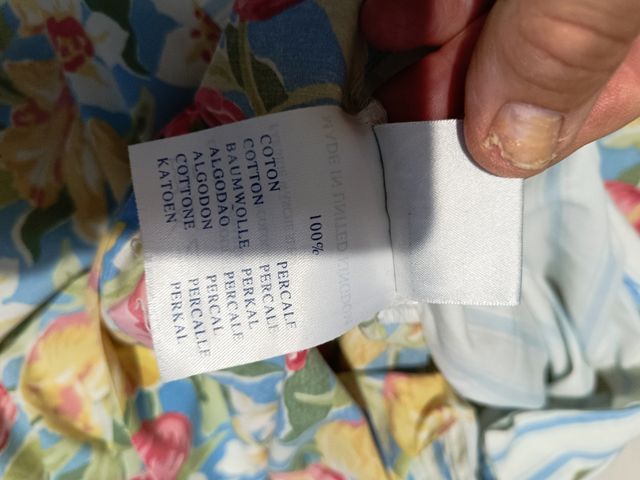 100%
COTON PERCALE
COTTON PERCALE
BAUMWOLLE PERKAL
ALGODAO PERCALE
ALGODON PERCAL
COTTONE PERCALLE
KATOEN PERKAL